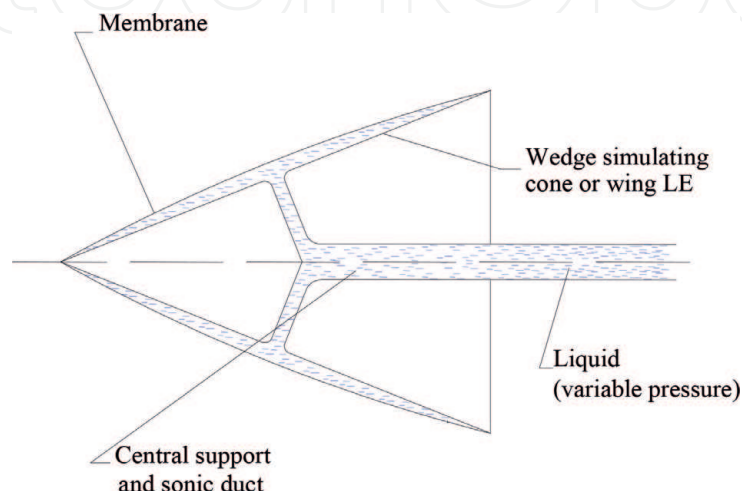 Membrane
Wedge simulating
cone or wing LE
Liquid
(variable pressure)
Central support
and sonic duct